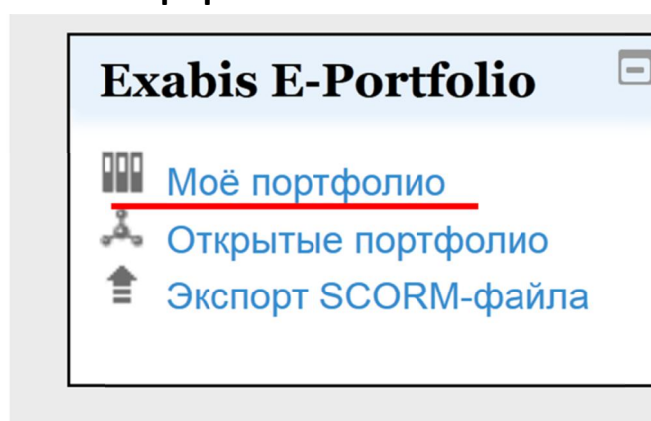 Exabis E-Portfolio
Моё портфолио
Открытые портфолио
Экспорт SCORM-файла